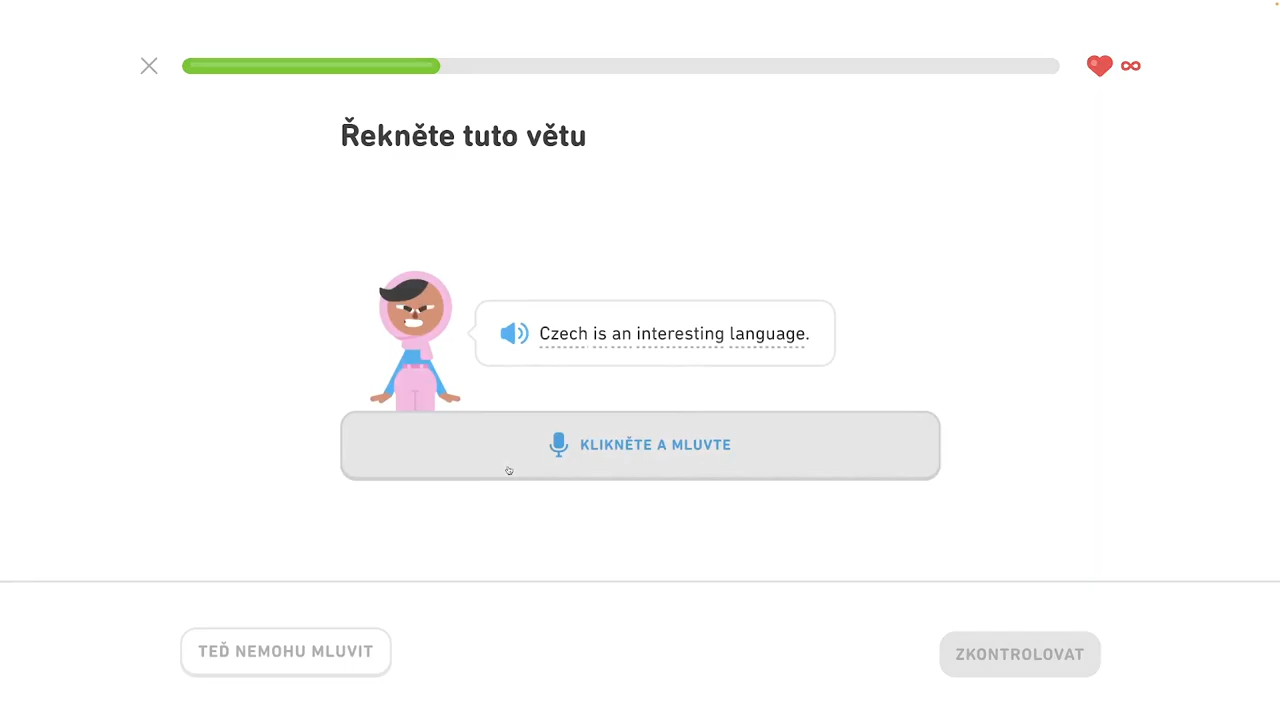 ∞
Řekněte tuto větu
Czech is an interesting language.
KLIKNĚTE A MLUVTE
TEĎ NEMOHU MLUVIT
ZKONTROLOVAT